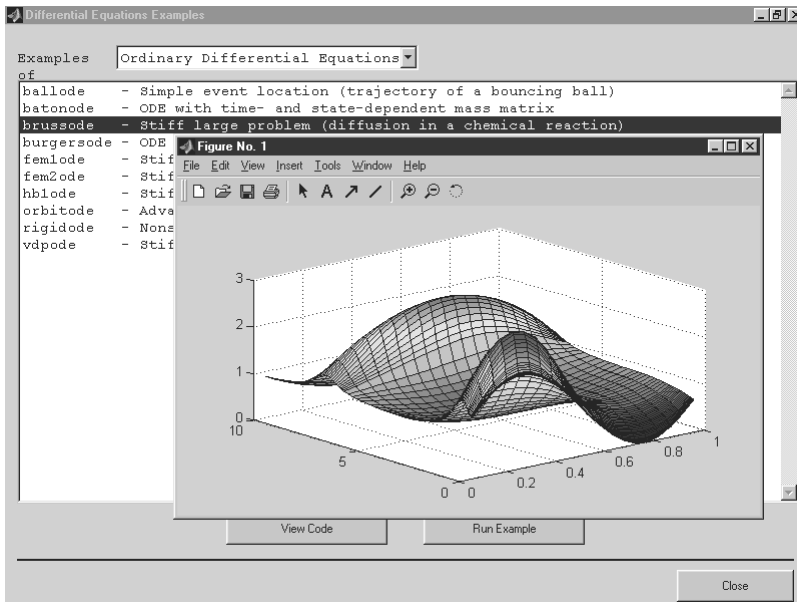 Differential Equations Examples
Examples of
Ordinary Differential Equations
ballode - Simple event location (trajectory of a bouncing ball)
batonode - ODE with time- and state-dependent mass matrix
brussode - Stiff large problem (diffusion in a chemical reaction)
burgersode - ODE
fem1ode - Stif
fem2ode - Stif
hb1ode - Stif
orbitode - Adva
rigidode - Nons
vdpode - Stif
Figure No. 1
File Edit View Insert Tools Window Help
A
3
2
1
0
10
5
0
0
0.2
0.4
0.6
0.8
1
View Code
Run Example
Close